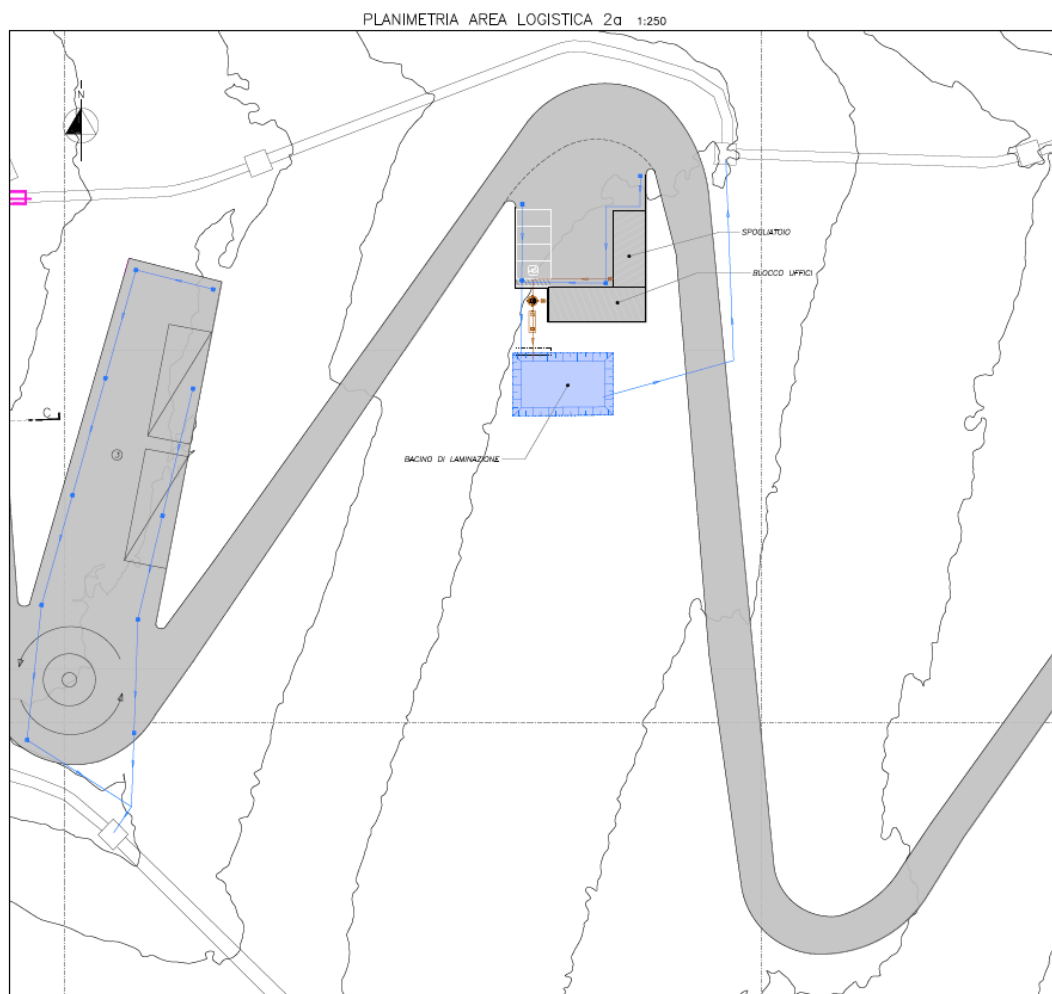 PLANIMETRIA AREA LOGISTICA 2a 1:250
N
SPOGLIATOIO
BLOCCO UFFICI
C
3
BACINO DI LAMINAZIONE